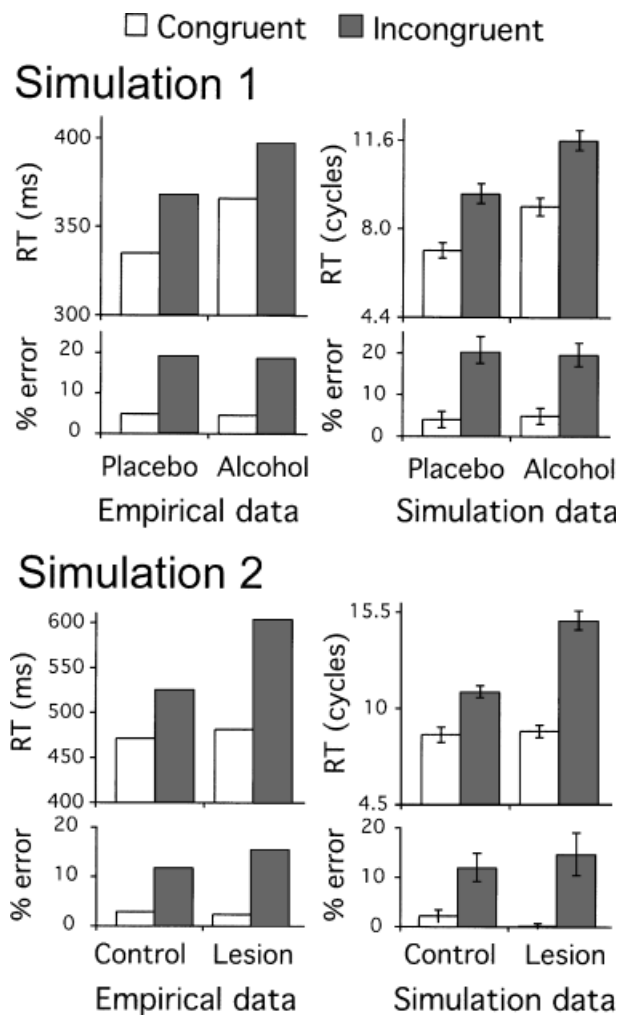 Congruent Incongruent
Simulation 1
RT (ms)
400
350
300
% error
20
10
0
Placebo Alcohol
Empirical data
RT (cycles)
11.6
8.0
4.4
% error
20
10
0
Placebo Alcohol
Simulation data
Simulation 2
RT (ms)
600
550
500
450
400
% error
20
10
0
Control Lesion
Empirical data
RT (cycles)
15.5
10
4.5
% error
20
10
0
Control Lesion
Simulation data